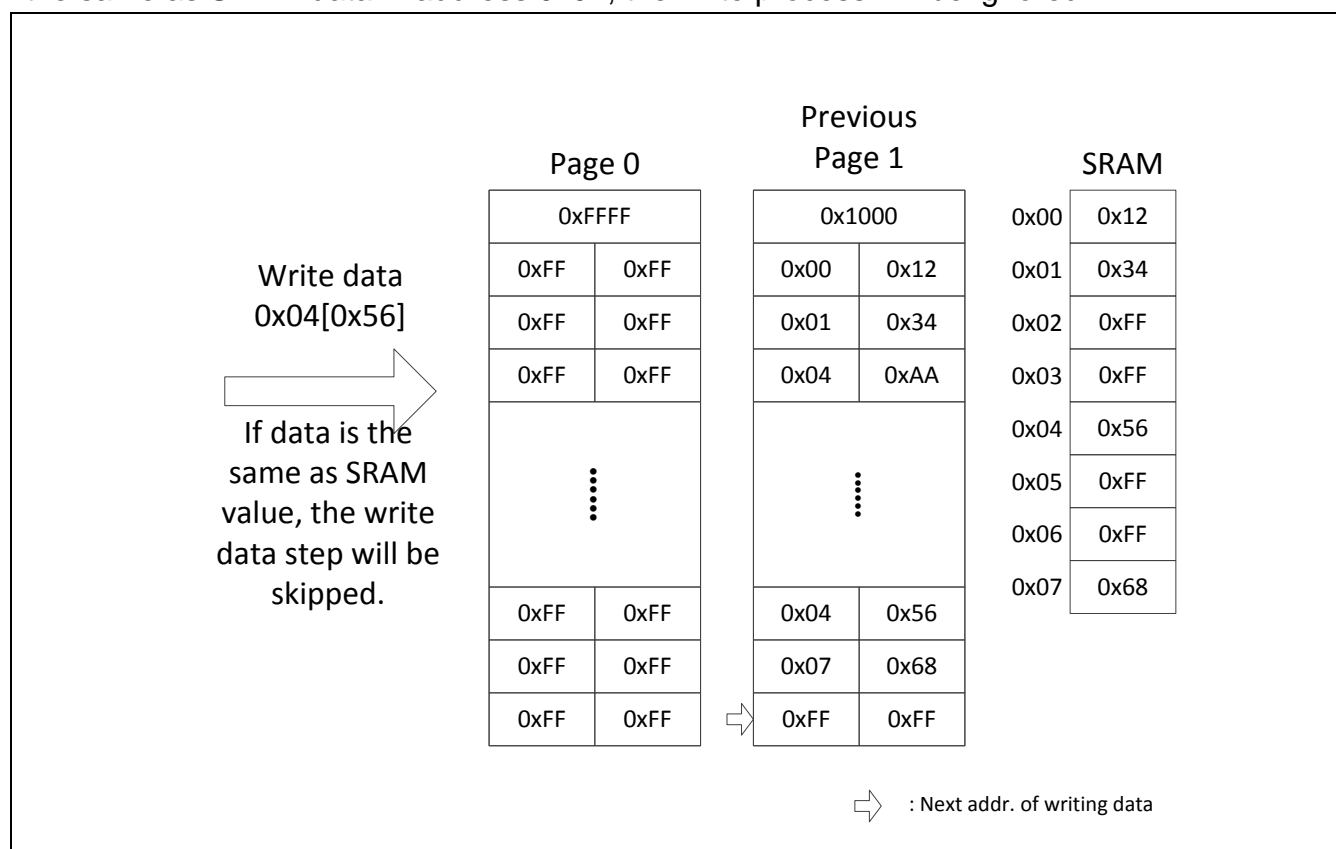 Previous
Page 0 Page 1 SRAM
0xFFFF 0x1000 0x00 0x12
0xFF 0xFF 0x00 0x12 0x01 0x34
Write data
0x04[0x56]
0xFF 0xFF 0x01 0x34 0x02 0xFF
0xFF 0xFF 0x04 0xAA 0x03 0xFF
0x04 0x56
0x05 0xFF
0x06 0xFF
0x07 0x68
If data is the
same as SRAM
value, the write
data step will be
skipped.
0xFF 0xFF 0x04 0x56
0xFF 0xFF 0x07 0x68
0xFF 0xFF 0xFF 0xFF
: Next addr. of writing data